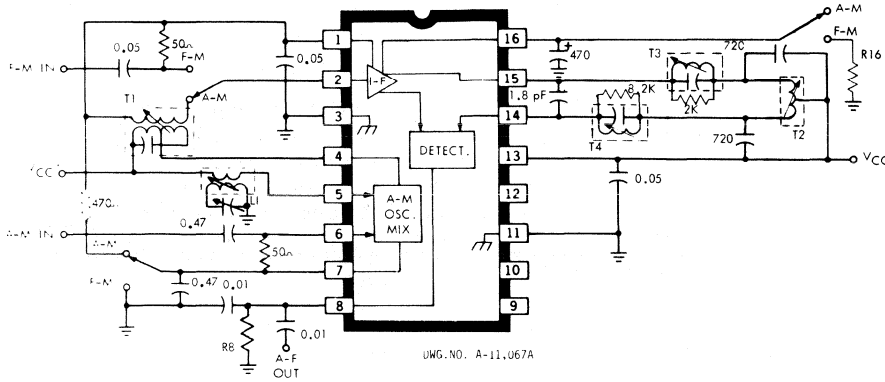 A-M
F-M
R16
0.05
50Ω
F-M
F-M IN
0.05
T1
A-M
1
2
3
4
5
6
7
8
I-F
DETECT.
A-M
OSC.
MIX
16
15
14
13
12
11
10
9
470
1.8 pF
T3
720
8.2K
2K
T4
T2
720
0.05
VCC
VCC
470Ω
A-M IN
0.47
50Ω
A-M
F-M
0.47
0.01
0.01
R8
A-F
OUT
DWG.NO. A-11,067A